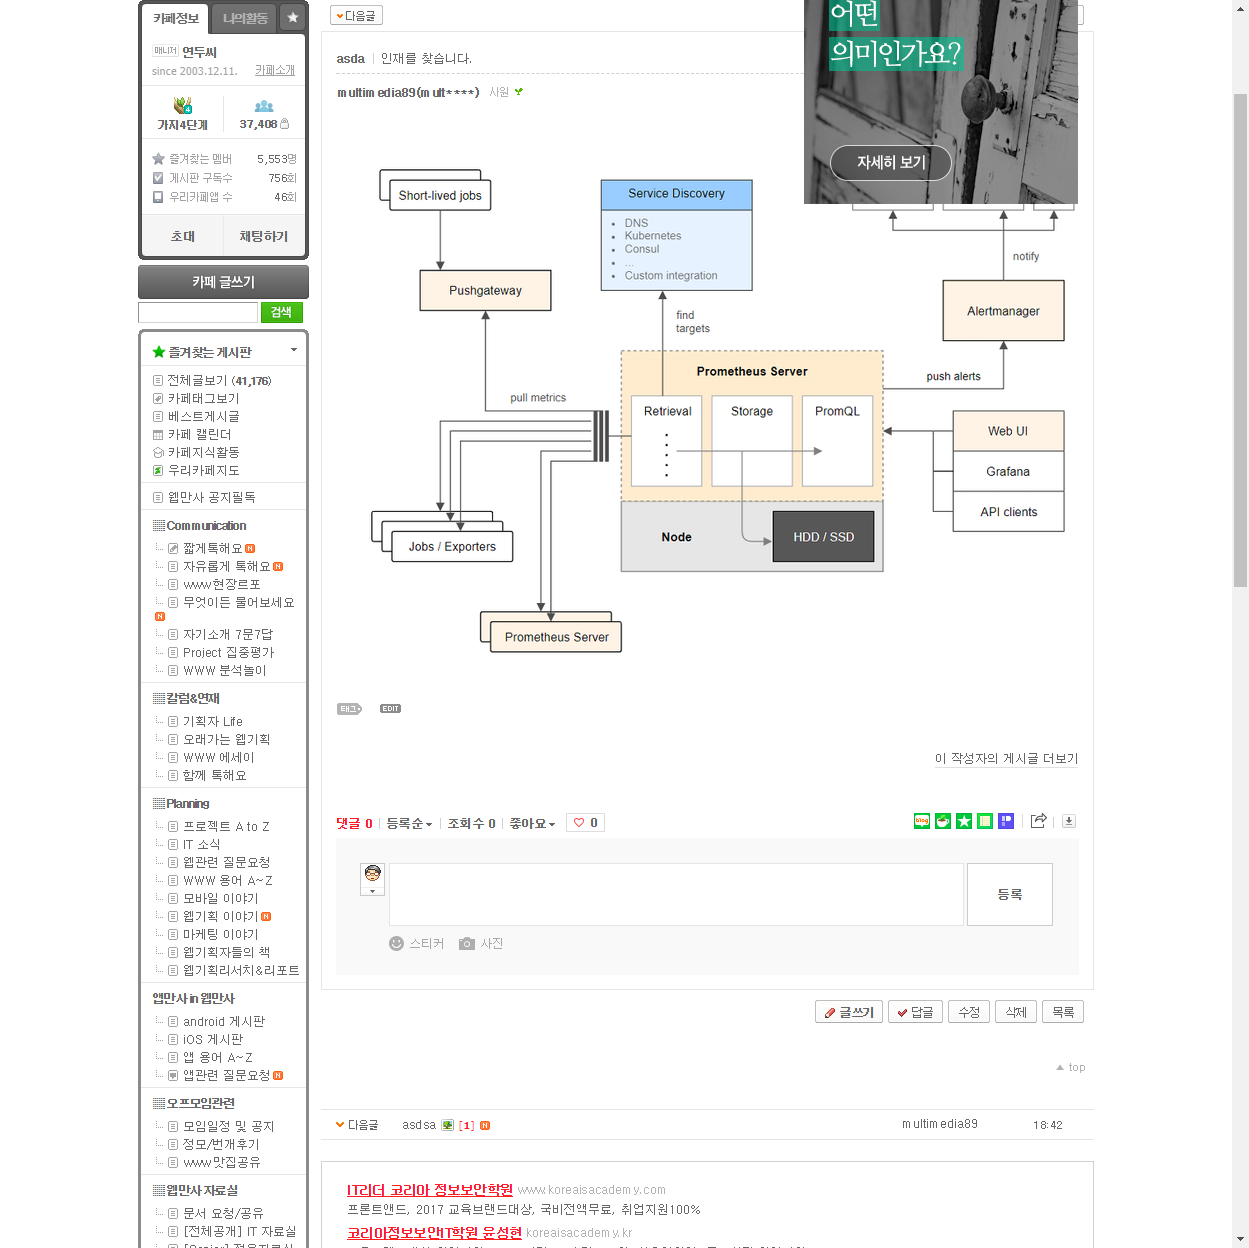 카페정보
나의활동
매니저 연두씨
since 2003.12.11.
카페소개
가지4단계
37,408
즐겨찾는 멤버 5,553명
게시판 구독수 756회
우리카페앱 수 46회
초대
채팅하기
카페 글쓰기
검색
즐겨찾는 게시판
전체글보기 (41,176)
카페태그보기
베스트게시글
카페 캘린더
카페지식활동
우리카페지도
웹만사 공지필독
Communication
짧게톡해요 N
자유롭게 톡해요 N
www현장르포
무엇이든 물어보세요
N
자기소개 7문7답
Project 집중평가
WWW 분석놀이
칼럼&연재
기획자 Life
오래가는 웹기획
WWW 에세이
함께 톡해요
Planning
프로젝트 A to Z
IT 소식
웹관련 질문요청
WWW 용어 A~Z
모바일 이야기
웹기획 이야기 N
마케팅 이야기
웹기획자들의 책
웹기획리서치&리포트
앱만사 in 웹만사
android 게시판
iOS 게시판
앱 용어 A~Z
앱관련 질문요청 N
오프모임관련
모임일정 및 공지
정모/번개후기
www맛집공유
웹만사 자료실
문서 요청/공유
[전체공개] IT 자료실
다음글
어떤
의미인가요?
자세히 보기
asda
인재를 찾습니다.
multimedia89(mult****) 사원
Short-lived jobs
Service Discovery
DNS
Kubernetes
Consul
...
Custom integration
Pushgateway
find
targets
notify
Alertmanager
push alerts
pull metrics
Prometheus Server
Retrieval
Storage
PromQL
Node
HDD / SSD
Web UI
Grafana
API clients
Jobs / Exporters
Prometheus Server
태그
EDIT
이 작성자의 게시글 더보기
댓글 0
등록순
조회수 0
좋아요
0
blog
등록
스티커
사진
글쓰기
답글
수정
삭제
목록
top
다음글
asdsa [1] N
multimedia89
18:42
IT리더 코리아 정보보안학원 www.koreaisacademy.com
프론트앤드, 2017 교육브랜드대상, 국비전액무료, 취업지원100%
코리아정보보안IT학원 윤성현 koreaisacademy.kr